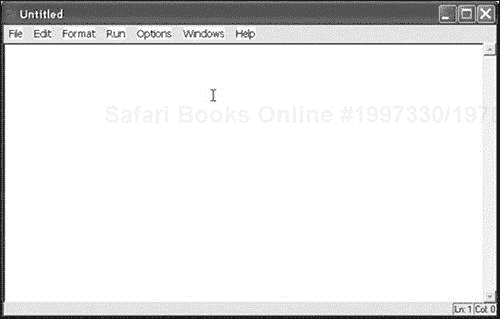 Untitled
File Edit Format Run Options Windows Help
Safari Books Online #1997330/197
Ln: 1 Col: 0